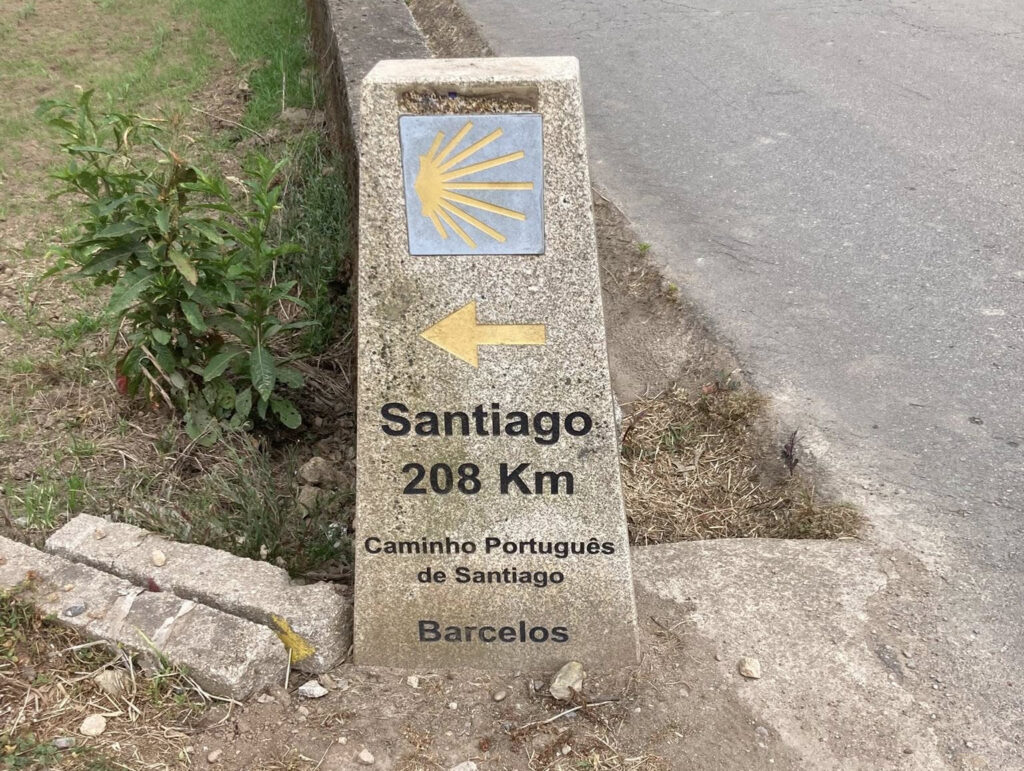 Santiago
208 Km
Caminho Português
de Santiago
Barcelos